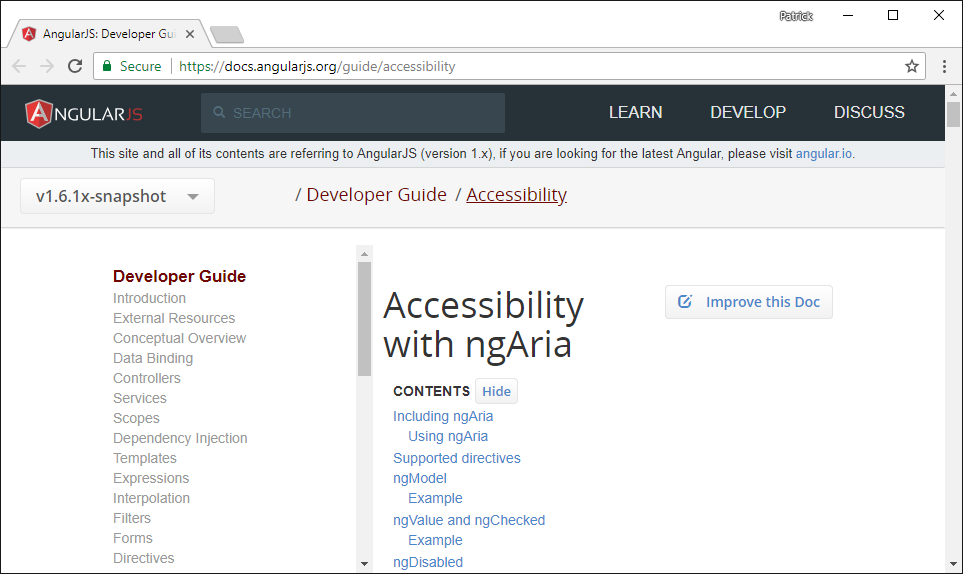 Patrick
AngularJS: Developer Gui
Secure https://docs.angularjs.org/guide/accessibility
ANGULARJS SEARCH LEARN DEVELOP DISCUSS
This site and all of its contents are referring to AngularJS (version 1.x), if you are looking for the latest Angular, please visit angular.io.
v1.6.1x-snapshot / Developer Guide / Accessibility
Developer Guide
Introduction
External Resources
Conceptual Overview
Data Binding
Controllers
Services
Scopes
Dependency Injection
Templates
Expressions
Interpolation
Filters
Forms
Directives
Accessibility
with ngAria
Improve this Doc
CONTENTS Hide
Including ngAria
Using ngAria
Supported directives
ngModel
Example
ngValue and ngChecked
Example
ngDisabled